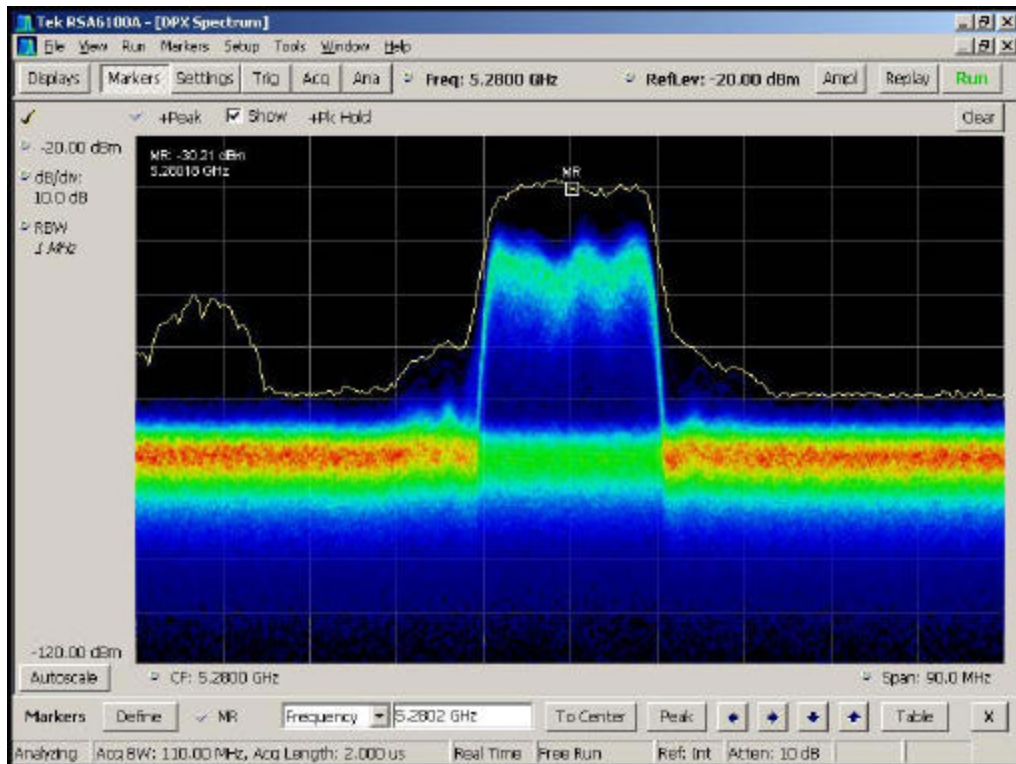 Tek RSA6100A - [DPX Spectrum]
File View Run Markers Setup Tools Window Help
Displays Markers Settings Trig Acq Ana Freq: 5.2800 GHz RefLev: -20.00 dBm Ampl Replay Run
+Peak Show +Pk Hold Clear
-20.00 dBm
dB/div:
10.0 dB
RBW
1 MHz
MR: -30.21 dBm
5.28018 GHz
MR
-120.00 dBm
Autoscale CF: 5.2800 GHz Span: 90.0 MHz
Markers Define MR Frequency 5.2802 GHz To Center Peak Table X
Analyzing Acq BW: 110.00 MHz, Acq Length: 2.000 us Real Time Free Run Ref: Int Atten: 10 dB